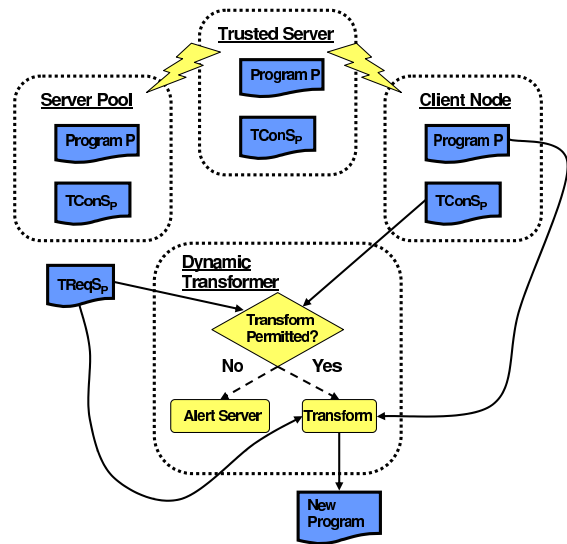 Trusted Server
Program P
TConSP
Server Pool
Program P
TConSP
Client Node
Program P
TConSP
Dynamic
Transformer
TReqSP
Transform
Permitted?
No
Yes
Alert Server
Transform
New
Program